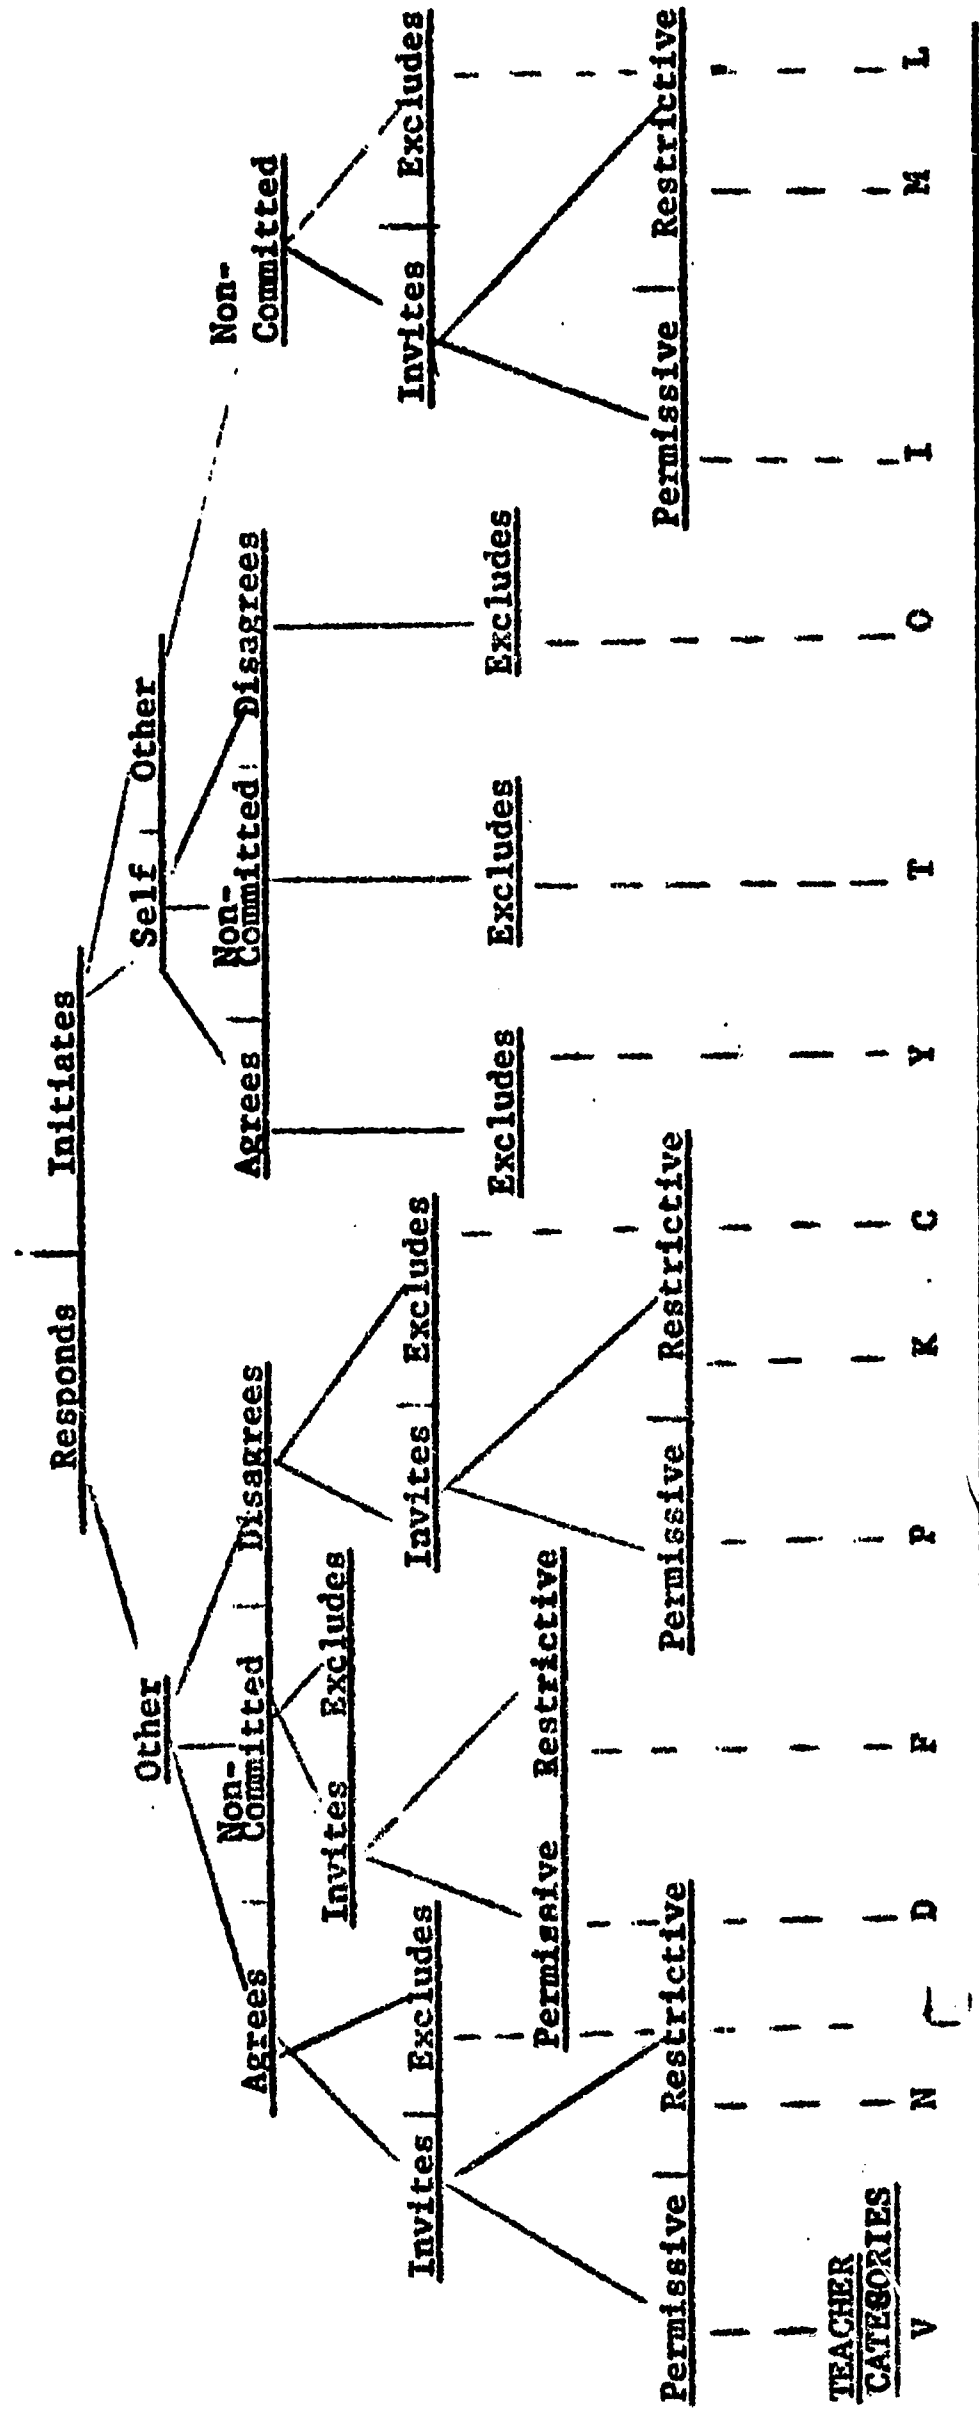 Responds Initiates
Other Self Other
Non- Non- Non-
Agrees Committed Disagrees Agrees Committed Disagrees Committed
Invites Excludes
Invites Excludes Invites Excludes Invites Excludes
Excludes Excludes Excludes
Permissive Restrictive
Permissive Restrictive Permissive Restrictive Permissive Restrictive
TEACHER
CATEGORIES
V N D F P K C Y T O I M L